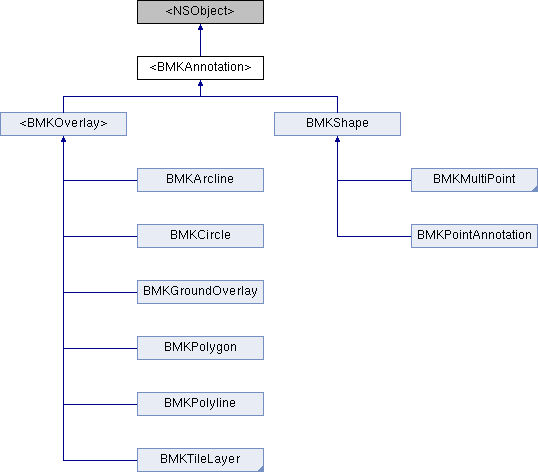 <NSObject>
<BMKAnnotation>
<BMKOverlay>
BMKShape
BMKArcline
BMKMultiPoint
BMKCircle
BMKPointAnnotation
BMKGroundOverlay
BMKPolygon
BMKPolyline
BMKTileLayer